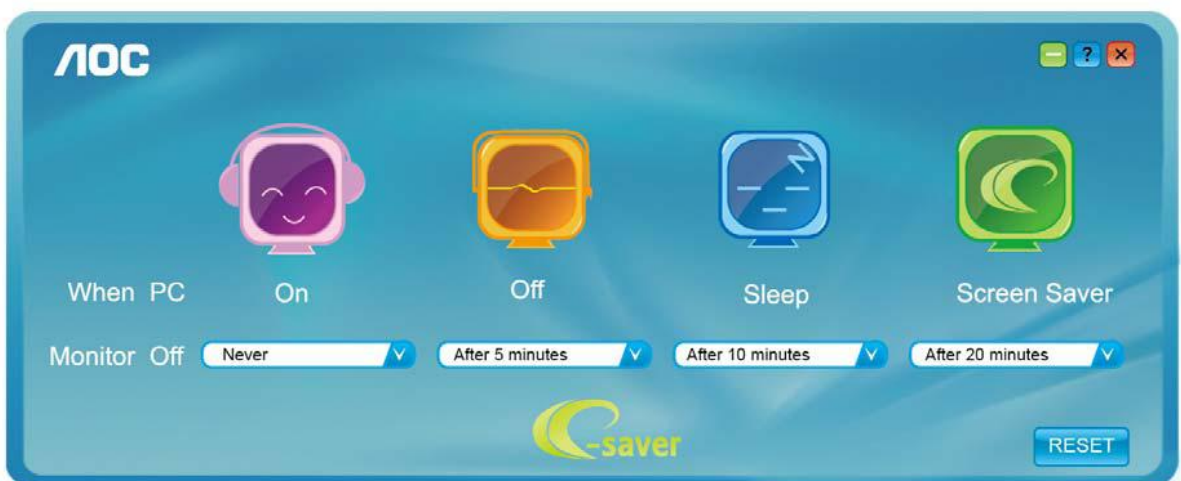 AOC
?
When PC On Off Sleep Screen Saver
Monitor Off Never After 5 minutes After 10 minutes After 20 minutes
e-saver
RESET